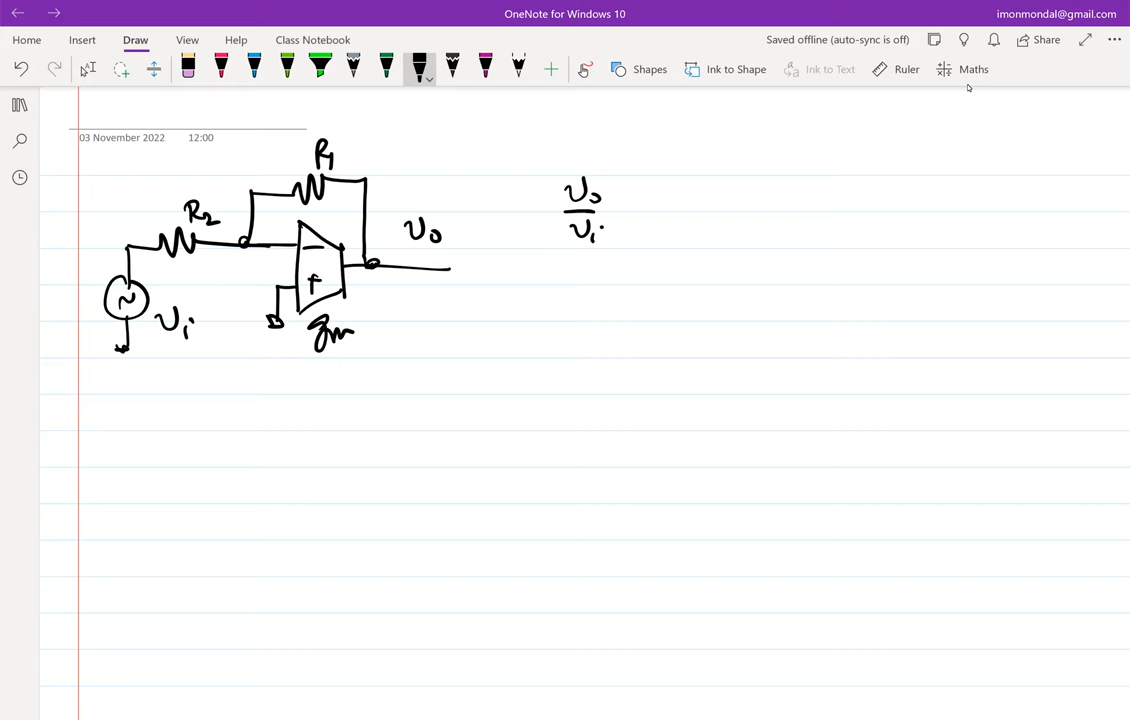 OneNote for Windows 10
imonmondal@gmail.com
Home Insert Draw View Help Class Notebook
Saved offline (auto-sync is off)
Share
Shapes Ink to Shape Ink to Text Ruler Maths
03 November 2022 12:00
R1
R2
vo
vi
gm
- +
vo
vi